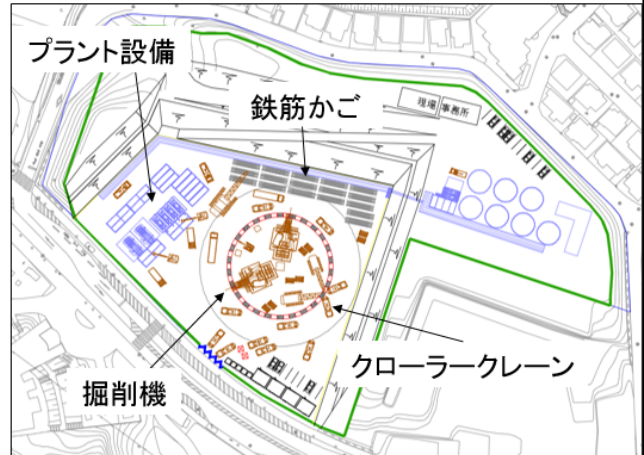 プラント設備
鉄筋かご
現場 事務所
クローラークレーン
掘削機